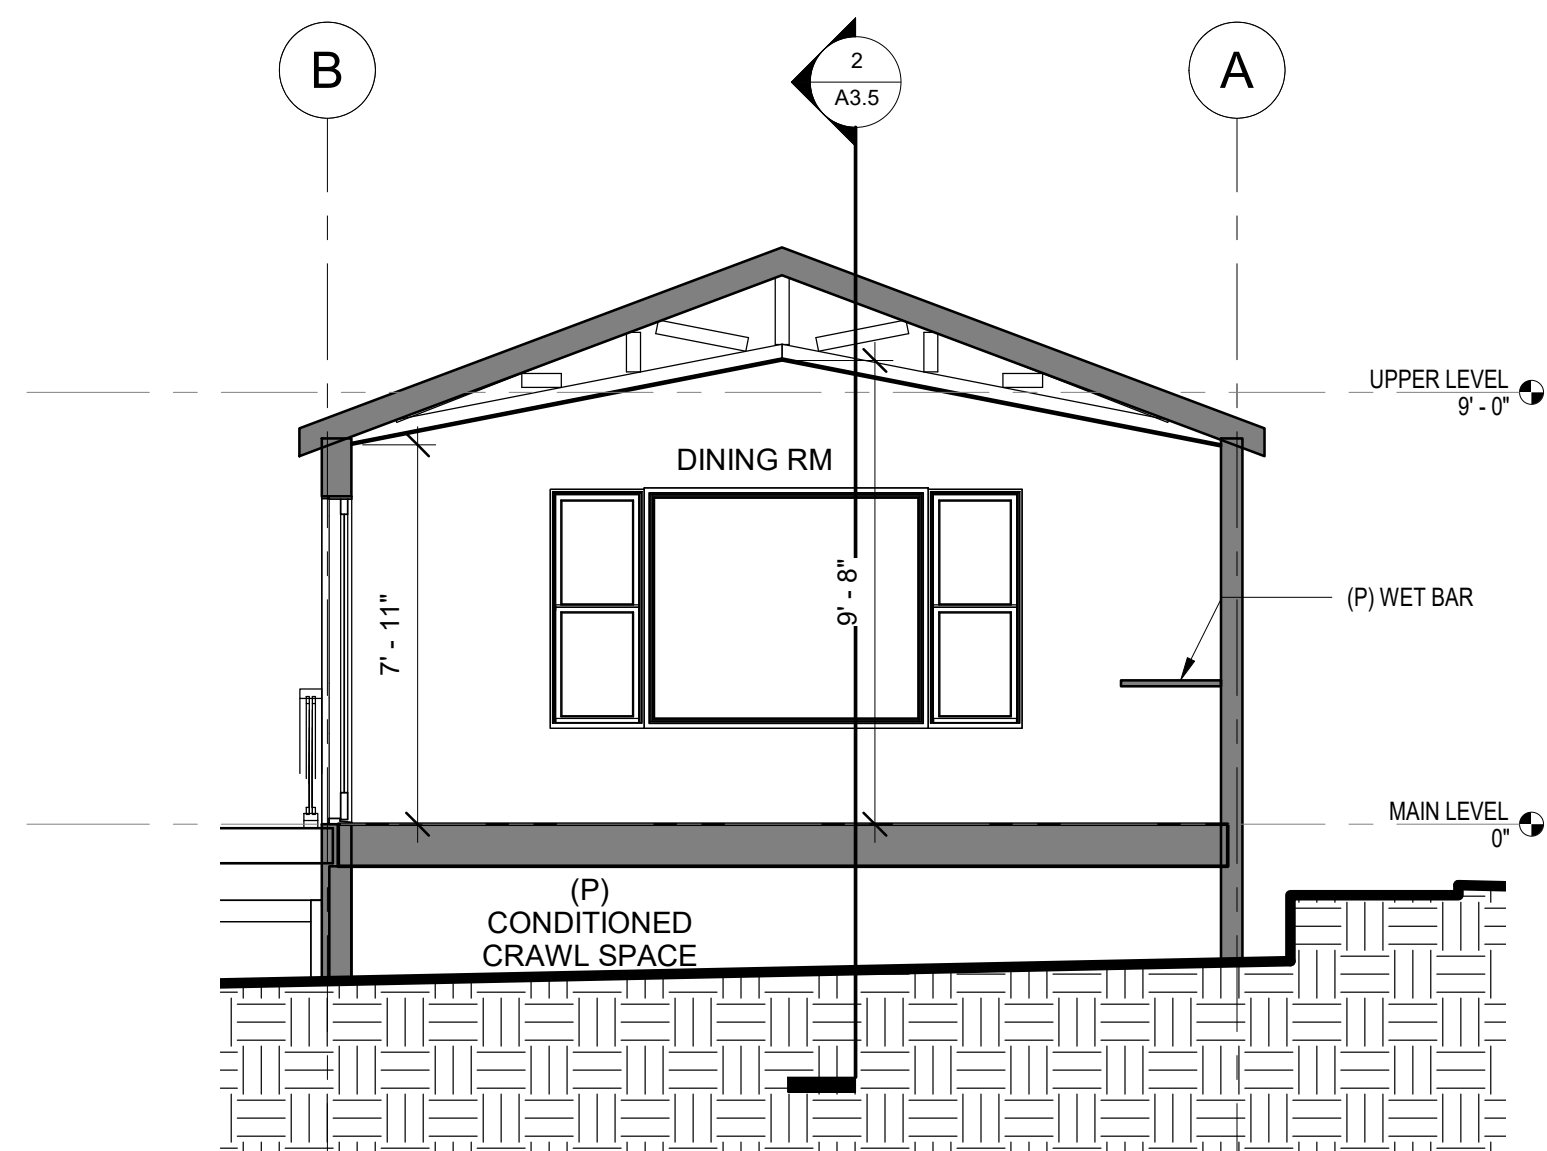 B
2
A3.5
A
UPPER LEVEL
9' - 0"
DINING RM
7' - 11"
9' - 8"
(P) WET BAR
MAIN LEVEL
0"
(P)
CONDITIONED
CRAWL SPACE